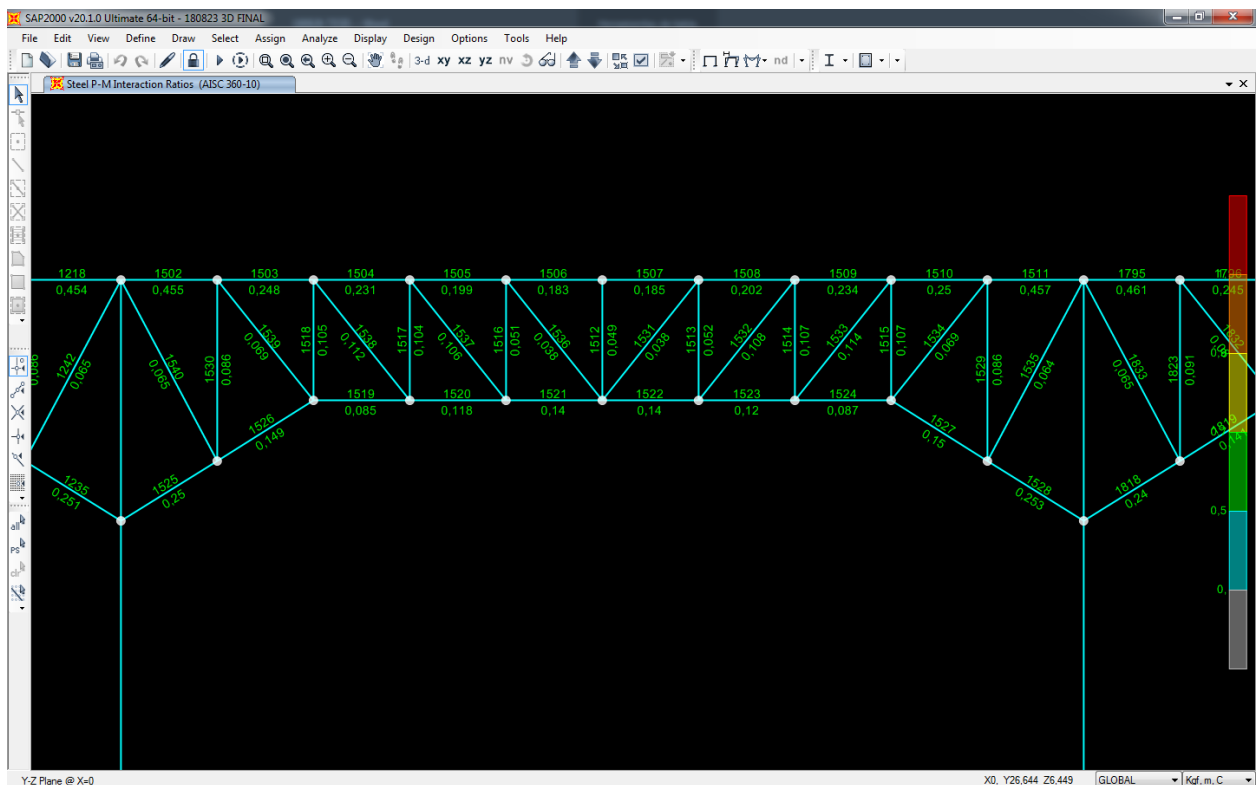 SAP2000 v20.1.0 Ultimate 64-bit - 180823 3D FINAL
File Edit View Define Draw Select Assign Analyze Display Design Options Tools Help
3-d xy xz yz nv nd
Steel P-M Interaction Ratios (AISC 360-10)
1218 1502 1503 1504 1505 1506 1507 1508 1509 1510 1511 1795
0,454 0,455 0,248 0,231 0,199 0,183 0,185 0,202 0,234 0,25 0,457 0,461 0,245
1242 1540 1530 1539 1518 1538 1517 1537 1516 1536 1512 1531 1513 1532 1514 1533 1515 1534 1529 1535 1833 1823 1832
0,086 0,065 0,065 0,086 0,069 0,105 0,112 0,104 0,106 0,051 0,038 0,049 0,038 0,052 0,108 0,107 0,114 0,107 0,069 0,086 0,064 0,065 0,091
1519 1520 1521 1522 1523 1524
0,085 0,118 0,14 0,14 0,12 0,087
1526 1527 1819
0,149 0,15
1235 1525 1528 1818
0,251 0,25 0,253 0,24
0,5
0,
all
PS
clr
Y-Z Plane @ X=0
X0, Y26,644 Z6,449
GLOBAL
Kgf, m, C